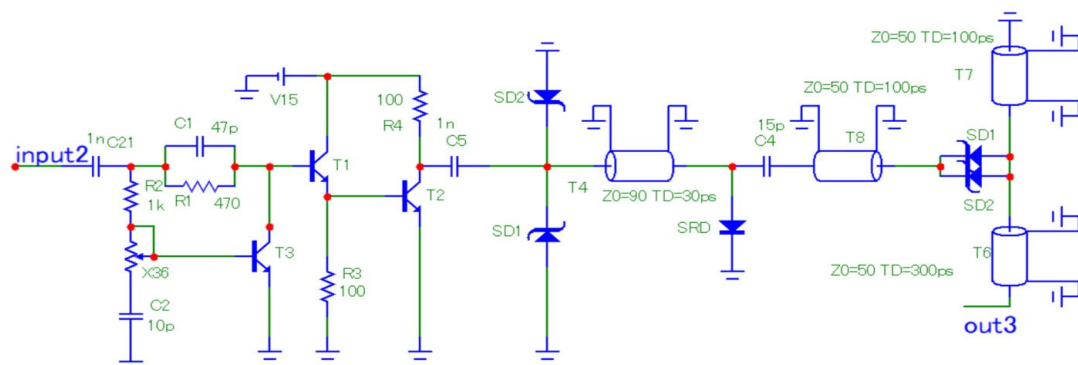 Z0=50 TD=100ps
T7
V15
100
R4
SD2
Z0=50 TD=100ps
1n
C5
15p
C4
T8
SD1
SD2
input2
1n C21
C1
47p
R2
1k
R1
470
T1
T2
T4
Z0=90 TD=30ps
SD1
SRD
T3
X36
R3
100
C2
10p
Z0=50 TD=300ps
T6
out3